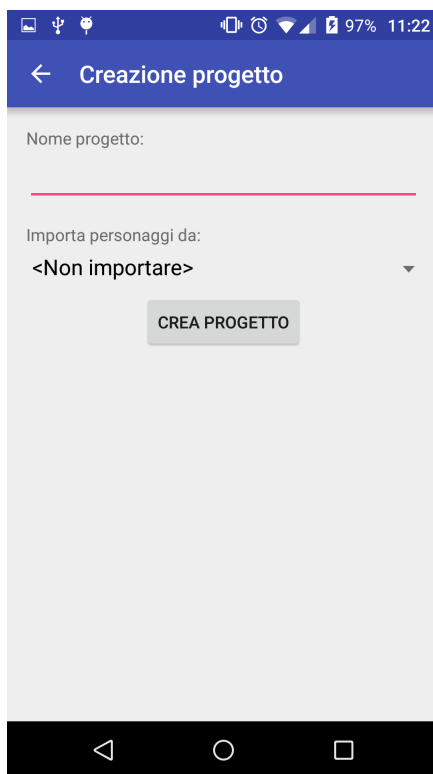 97% 11:22
Creazione progetto
Nome progetto:
Importa personaggi da:
<Non importare>
CREA PROGETTO